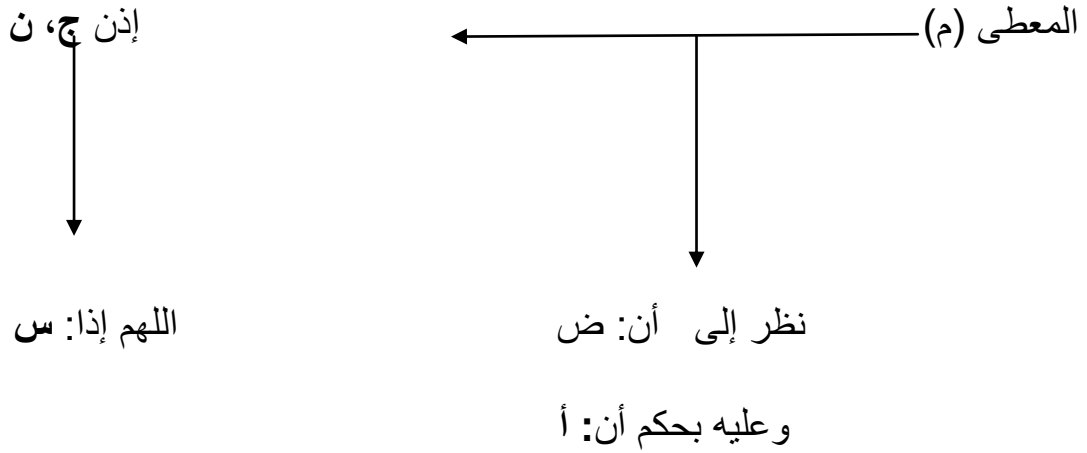 المعطى (م) إذن ج، ن
نظر إلى أن: ض اللهم إذا: س
وعليه بحكم أن: أ